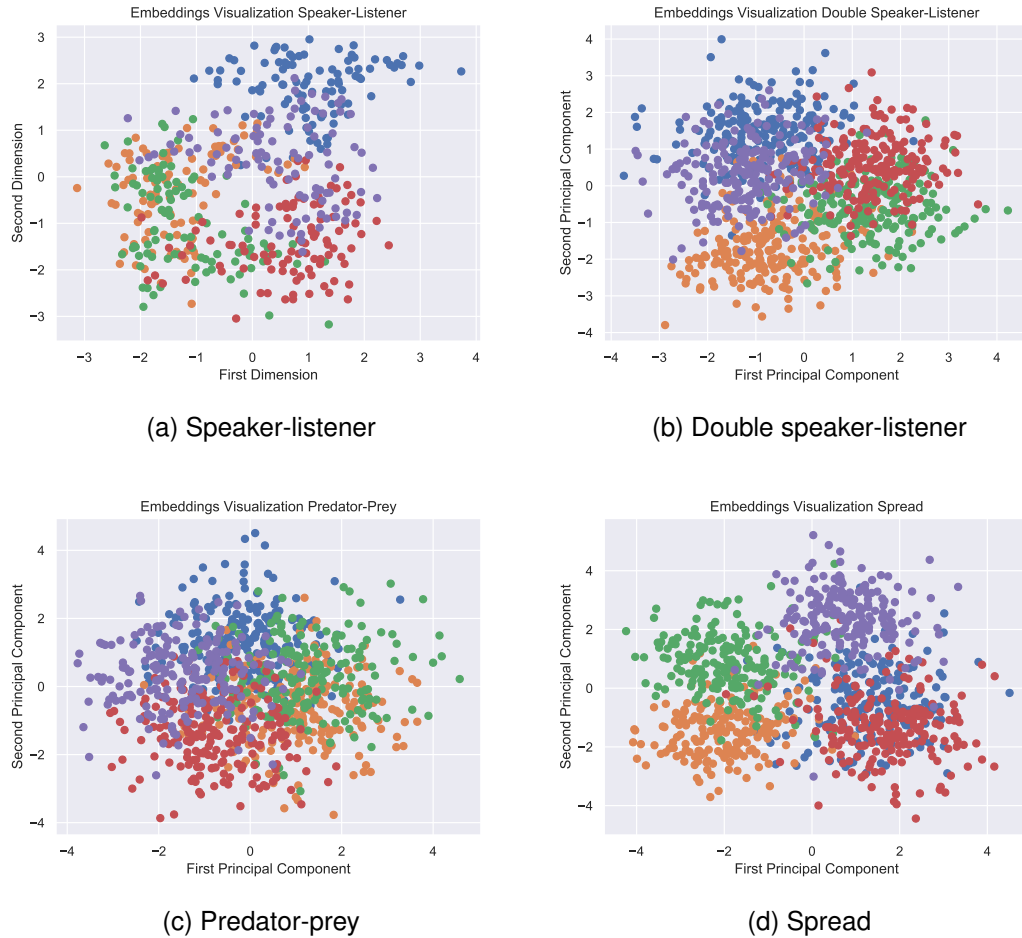 Embeddings Visualization Speaker-Listener
3
2
1
0
−1
−2
−3
Second Dimension
−3 −2 −1 0 1 2 3 4
First Dimension
(a) Speaker-listener
Embeddings Visualization Double Speaker-Listener
4
3
2
1
0
−1
−2
−3
−4
Second Principal Component
−4 −3 −2 −1 0 1 2 3 4
First Principal Component
(b) Double speaker-listener
Embeddings Visualization Predator-Prey
4
2
0
−2
−4
Second Principal Component
−4 −2 0 2 4
First Principal Component
(c) Predator-prey
Embeddings Visualization Spread
4
2
0
−2
−4
Second Principal Component
−4 −2 0 2 4
First Principal Component
(d) Spread